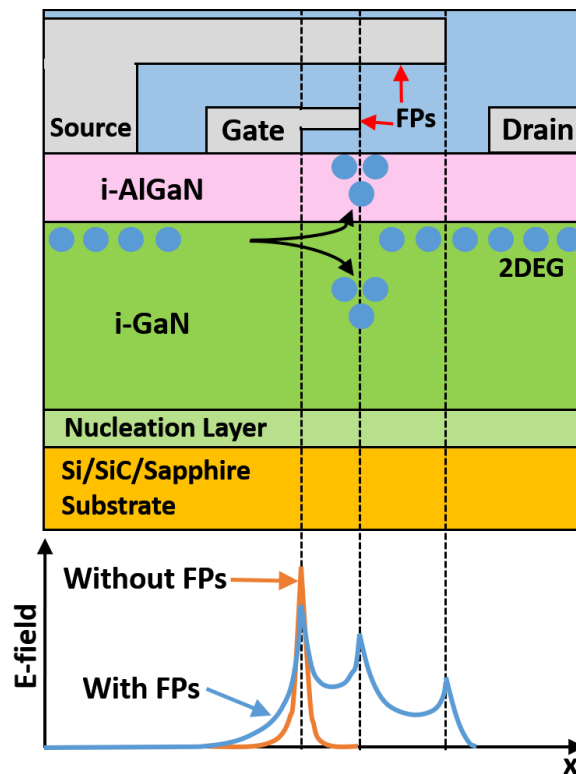 FPs
Source
Gate
Drain
i-AlGaN
2DEG
i-GaN
Nucleation Layer
Si/SiC/Sapphire
Substrate
Without FPs
With FPs
E-field
x